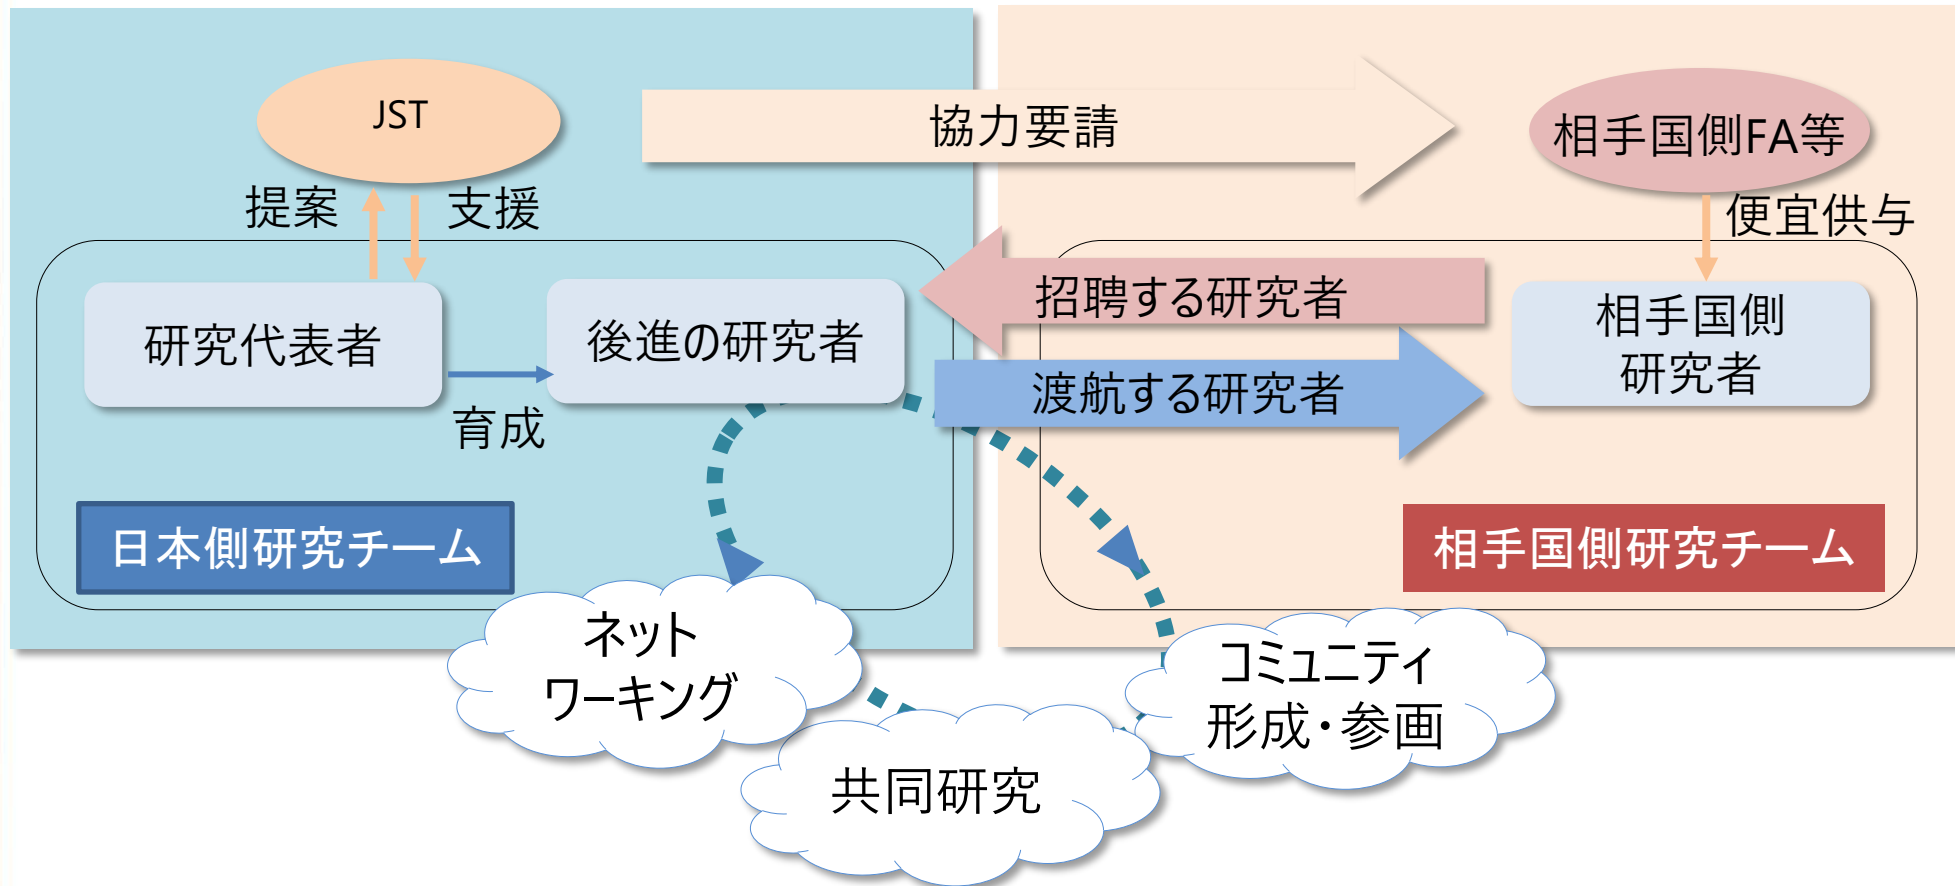 JST
協力要請
相手国側FA等
提案
支援
便宜供与
招聘する研究者
研究代表者
後進の研究者
相手国側
研究者
渡航する研究者
育成
日本側研究チーム
相手国側研究チーム
ネット
ワーキング
コミュニティ
形成・参画
共同研究